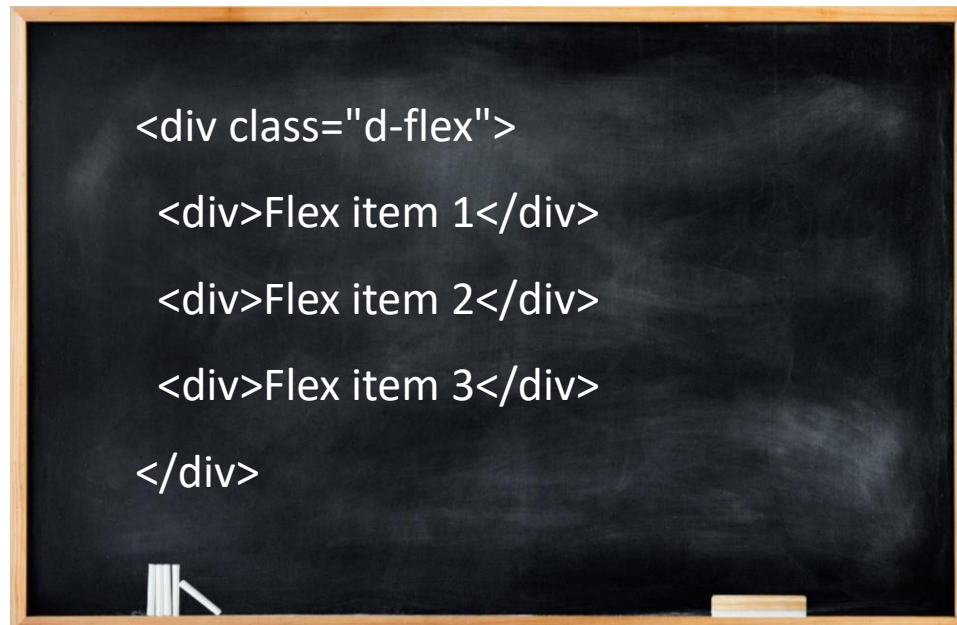 <div class="d-flex">
<div>Flex item 1</div>
<div>Flex item 2</div>
<div>Flex item 3</div>
</div>